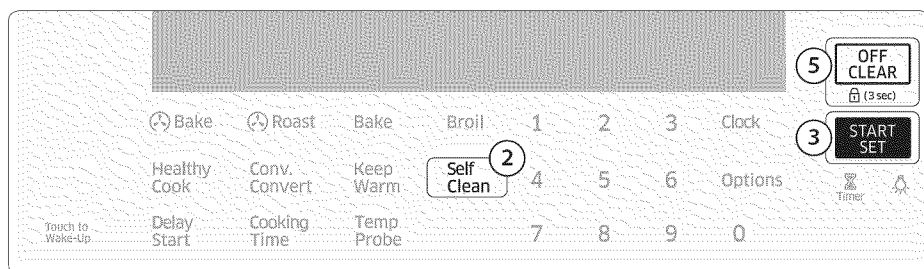 5 OFF
CLEAR
(3 sec)
Bake Roast Bake Broil 1 2 3 Clock
3 START
SET
Healthy
Cook
Conv.
Convert
Keep
Warm
Self
Clean
2
4 5 6 Options
Timer
Touch to
Wake-Up
Delay
Start
Cooking
Time
Temp
Probe
7 8 9 0